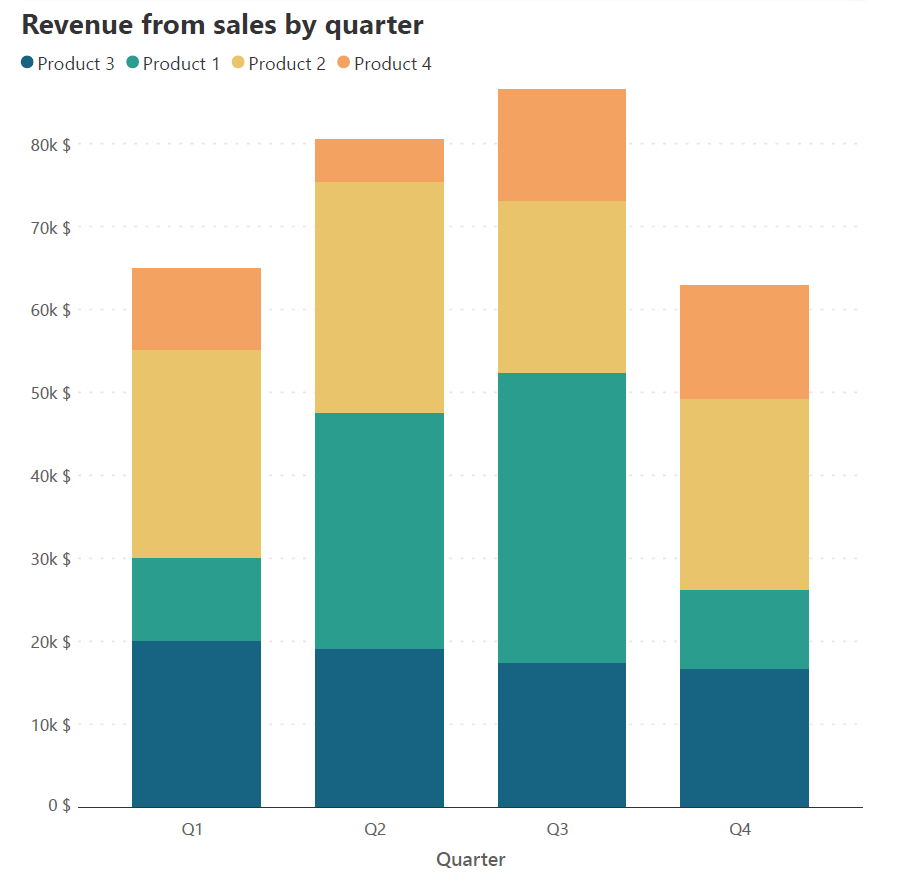 Revenue from sales by quarter
Product 3 Product 1 Product 2 Product 4
80k $
70k $
60k $
50k $
40k $
30k $
20k $
10k $
0 $
Q1 Q2 Q3 Q4
Quarter